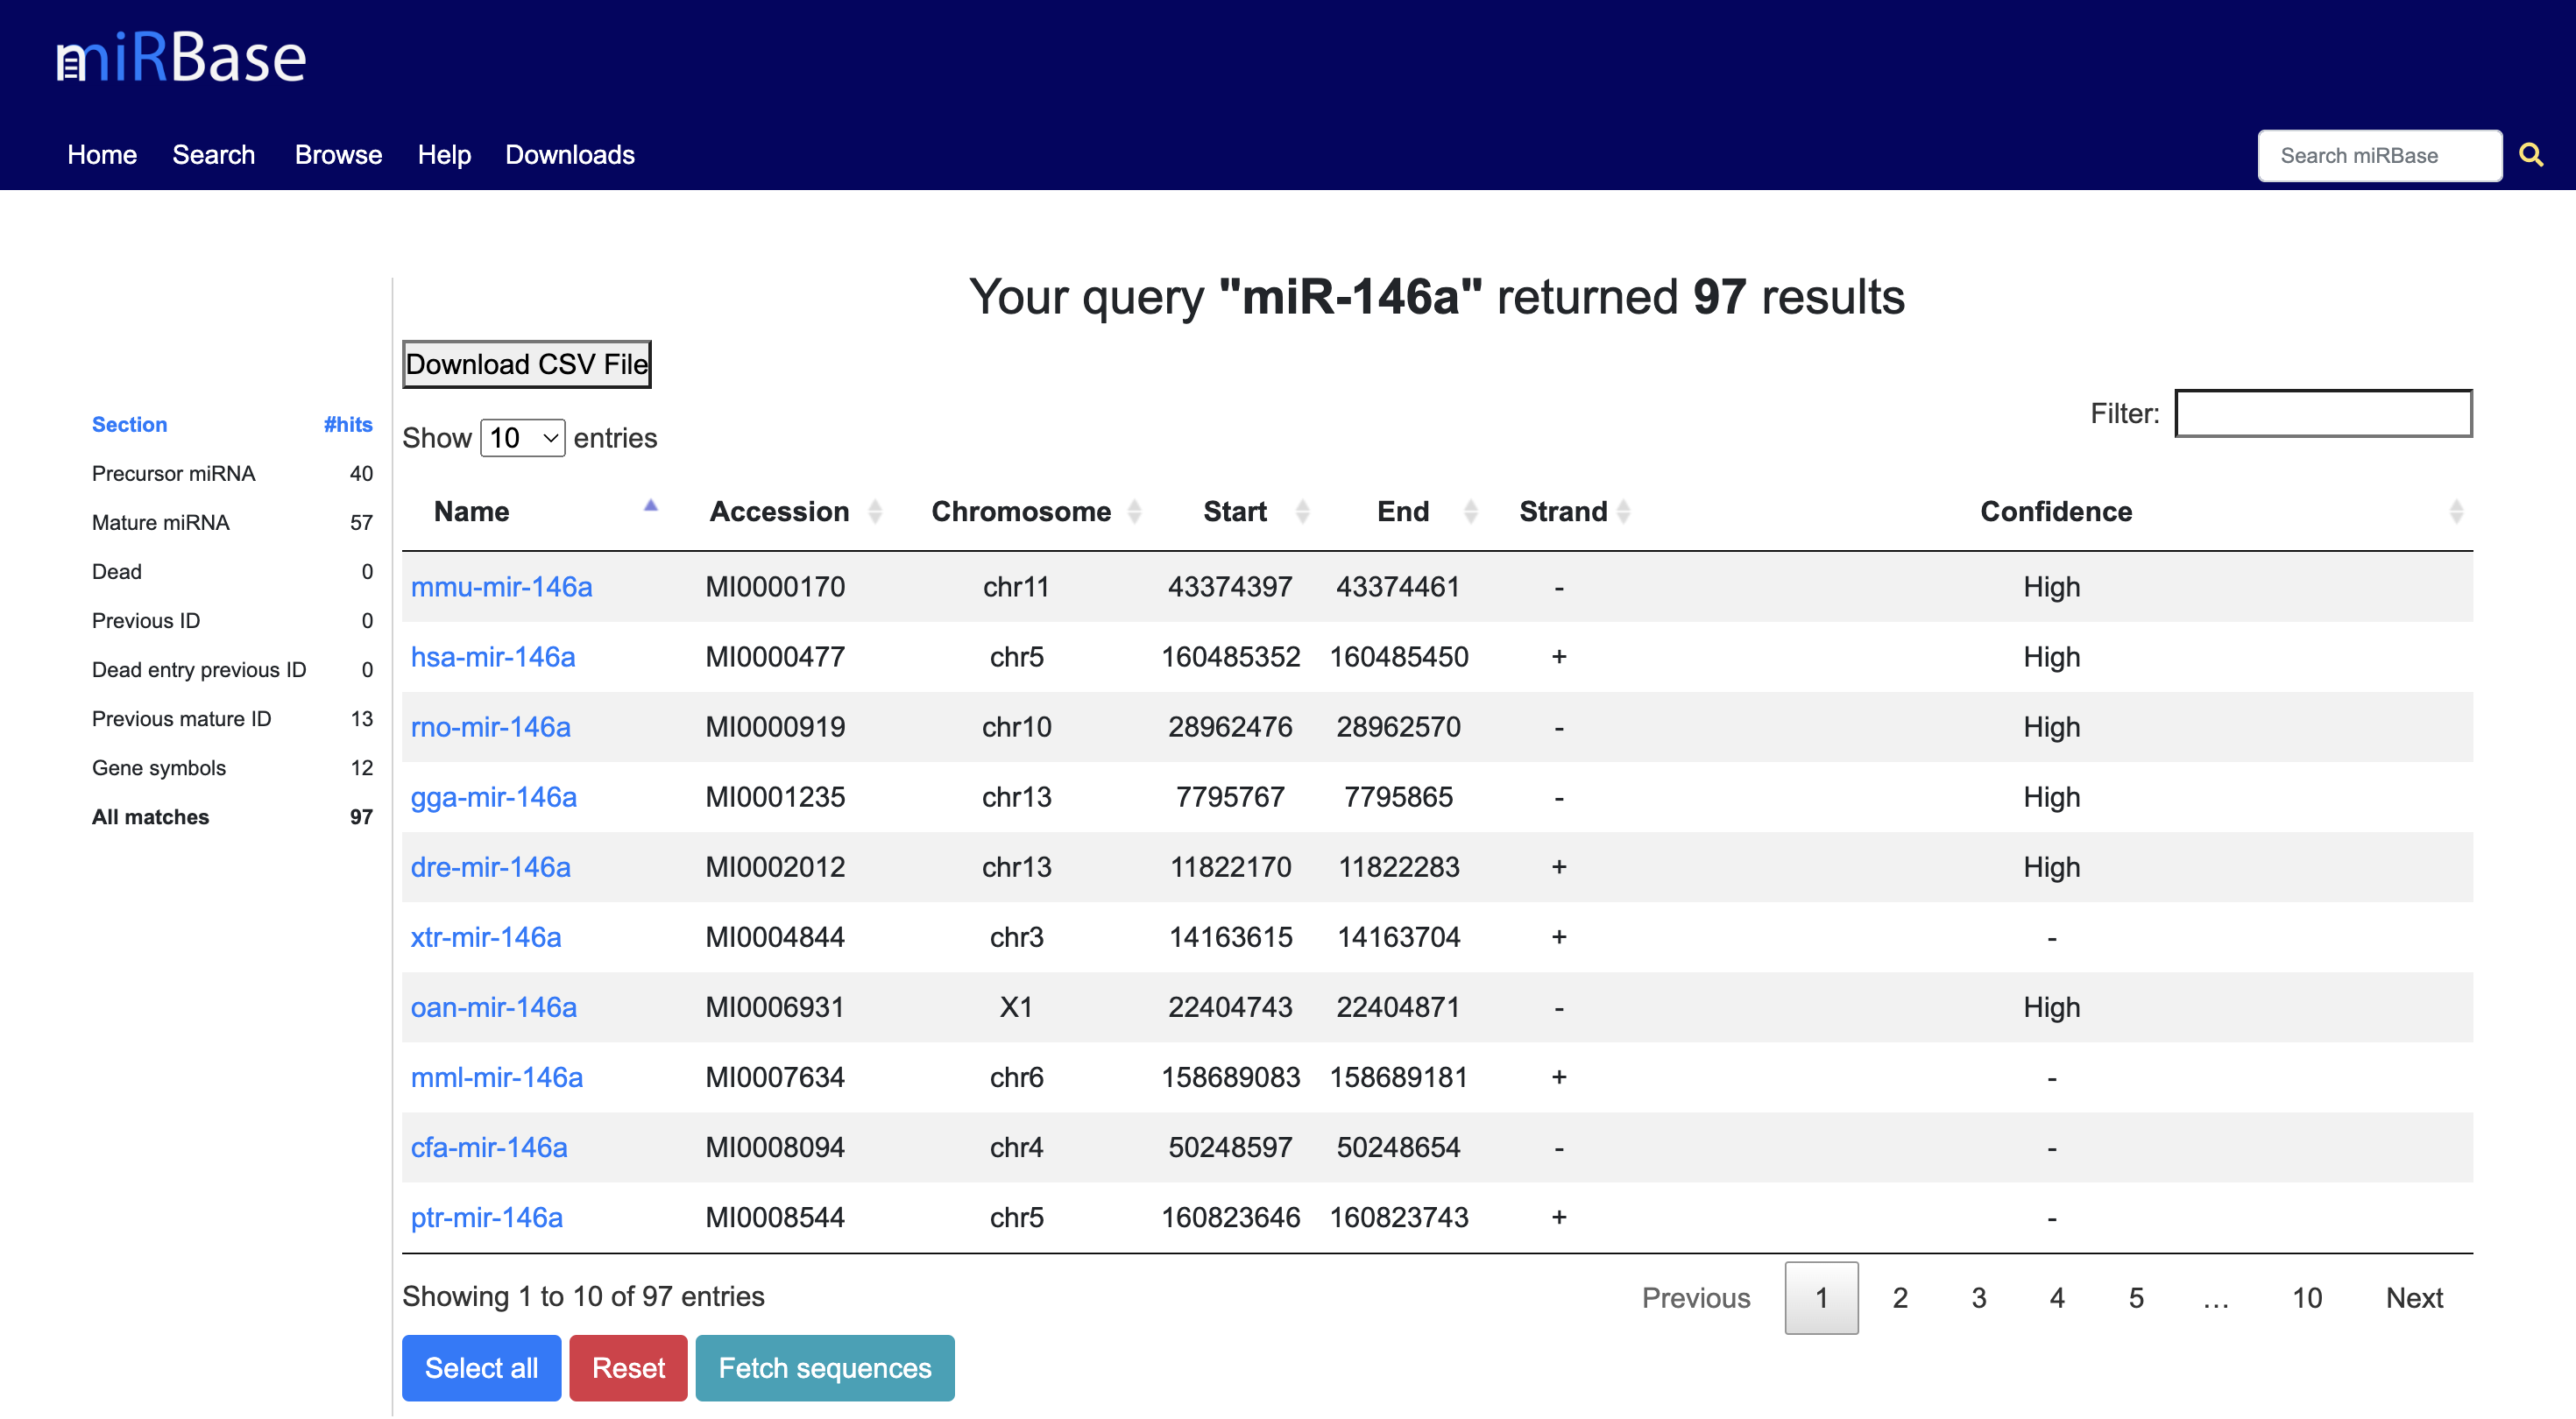 miRBase
Home Search Browse Help Downloads
Search miRBase
Your query "miR-146a" returned 97 results
Download CSV File
Filter:
Show 10 entries
Section #hits
Precursor miRNA 40
Mature miRNA 57
Dead 0
Previous ID 0
Dead entry previous ID 0
Previous mature ID 13
Gene symbols 12
All matches 97
Name Accession Chromosome Start End Strand Confidence
mmu-mir-146a MI0000170 chr11 43374397 43374461 - High
hsa-mir-146a MI0000477 chr5 160485352 160485450 + High
rno-mir-146a MI0000919 chr10 28962476 28962570 - High
gga-mir-146a MI0001235 chr13 7795767 7795865 - High
dre-mir-146a MI0002012 chr13 11822170 11822283 + High
xtr-mir-146a MI0004844 chr3 14163615 14163704 + -
oan-mir-146a MI0006931 X1 22404743 22404871 - High
mml-mir-146a MI0007634 chr6 158689083 158689181 + -
cfa-mir-146a MI0008094 chr4 50248597 50248654 - -
ptr-mir-146a MI0008544 chr5 160823646 160823743 + -
Showing 1 to 10 of 97 entries
Previous 1 2 3 4 5 … 10 Next
Select all Reset Fetch sequences